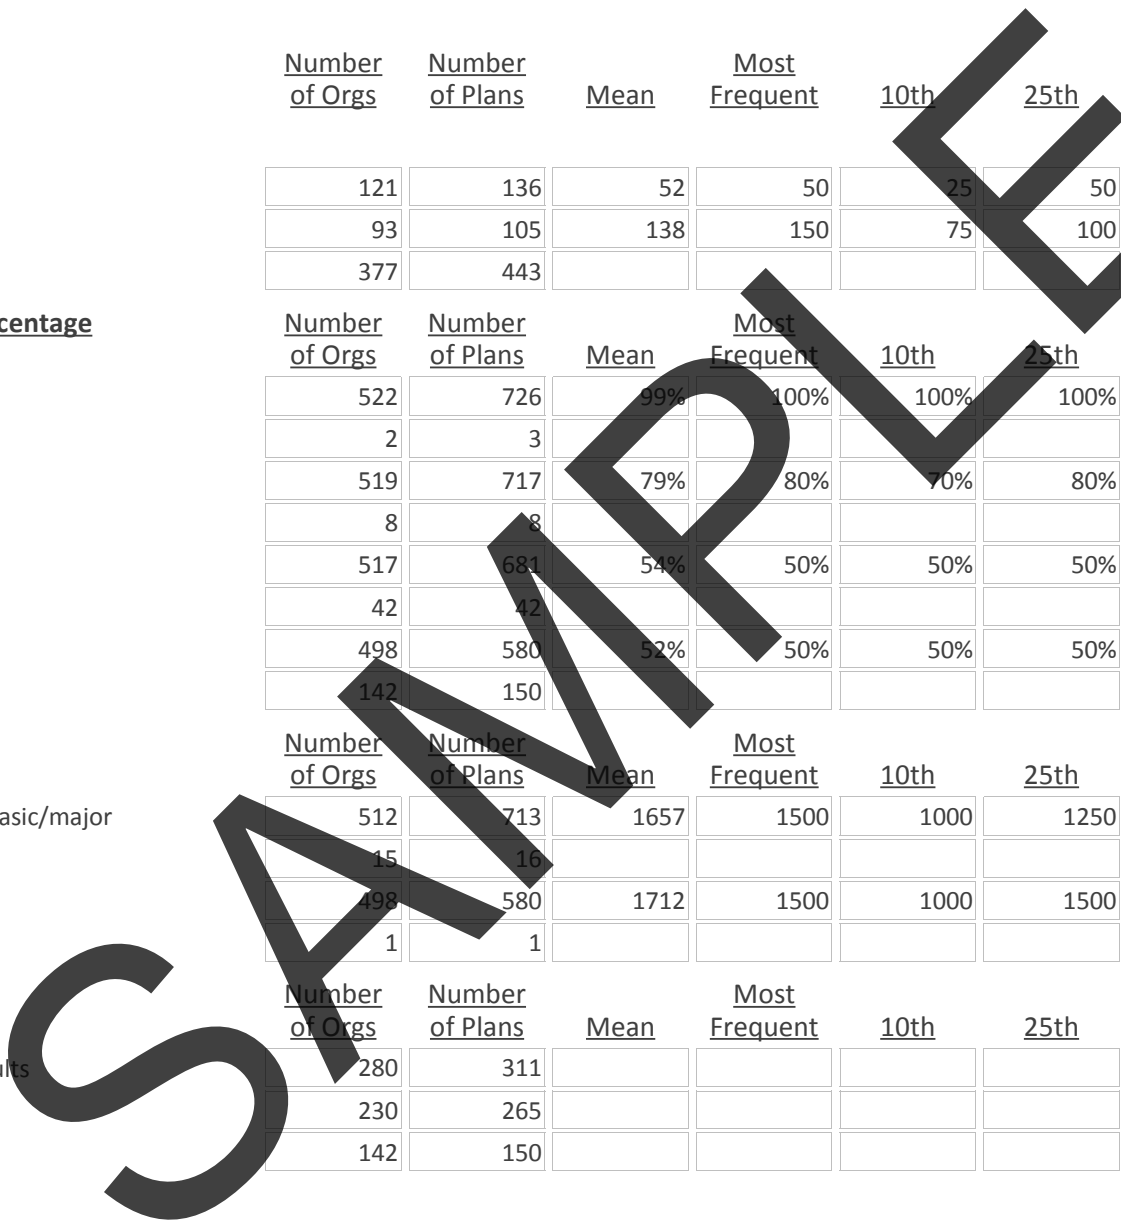 Number Number Most
of Orgs of Plans Mean Frequent 10th 25th
121 136 52 50 25 50
93 105 138 150 75 100
377 443
centage Number Number Most
of Orgs of Plans Mean Frequent 10th 25th
522 726 99% 100% 100% 100%
2 3
519 717 79% 80% 70% 80%
8 8
517 681 54% 50% 50% 50%
42 42
498 580 52% 50% 50% 50%
142 150
Number Number Most
of Orgs of Plans Mean Frequent 10th 25th
asic/major 512 713 1657 1500 1000 1250
15 16
498 580 1712 1500 1000 1500
1 1
Number Number Most
of Orgs of Plans Mean Frequent 10th 25th
ults 280 311
230 265
142 150
SAMPLE